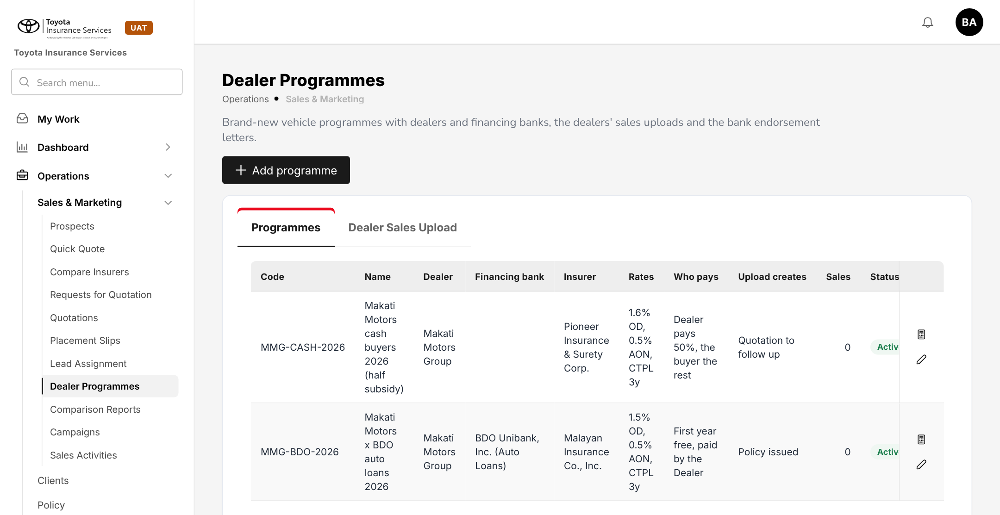 Toyota
Insurance Services
UAT
BA
Toyota Insurance Services
Search menu...
My Work
Dashboard
Operations
Sales & Marketing
Prospects
Quick Quote
Compare Insurers
Requests for Quotation
Quotations
Placement Slips
Lead Assignment
Dealer Programmes
Comparison Reports
Campaigns
Sales Activities
Clients
Policy
Dealer Programmes
Operations • Sales & Marketing
Brand-new vehicle programmes with dealers and financing banks, the dealers' sales uploads and the bank endorsement
letters.
Add programme
Programmes
Dealer Sales Upload
Code Name Dealer Financing bank Insurer Rates Who pays Upload creates Sales Status
MMG-CASH-2026
Makati
Motors
cash
buyers
2026
(half
subsidy)
Makati
Motors
Group
Pioneer
Insurance
& Surety
Corp.
1.6%
OD,
0.5%
AON,
CTPL
3y
Dealer
pays
50%, the
buyer the
rest
Quotation to
follow up
0
Activ
MMG-BDO-2026
Makati
Motors
x BDO
auto
loans
2026
Makati
Motors
Group
BDO Unibank,
Inc. (Auto
Loans)
Malayan
Insurance
Co., Inc.
1.5%
OD,
0.5%
AON,
CTPL
3y
First year
free, paid
by the
Dealer
Policy issued
0
Activ